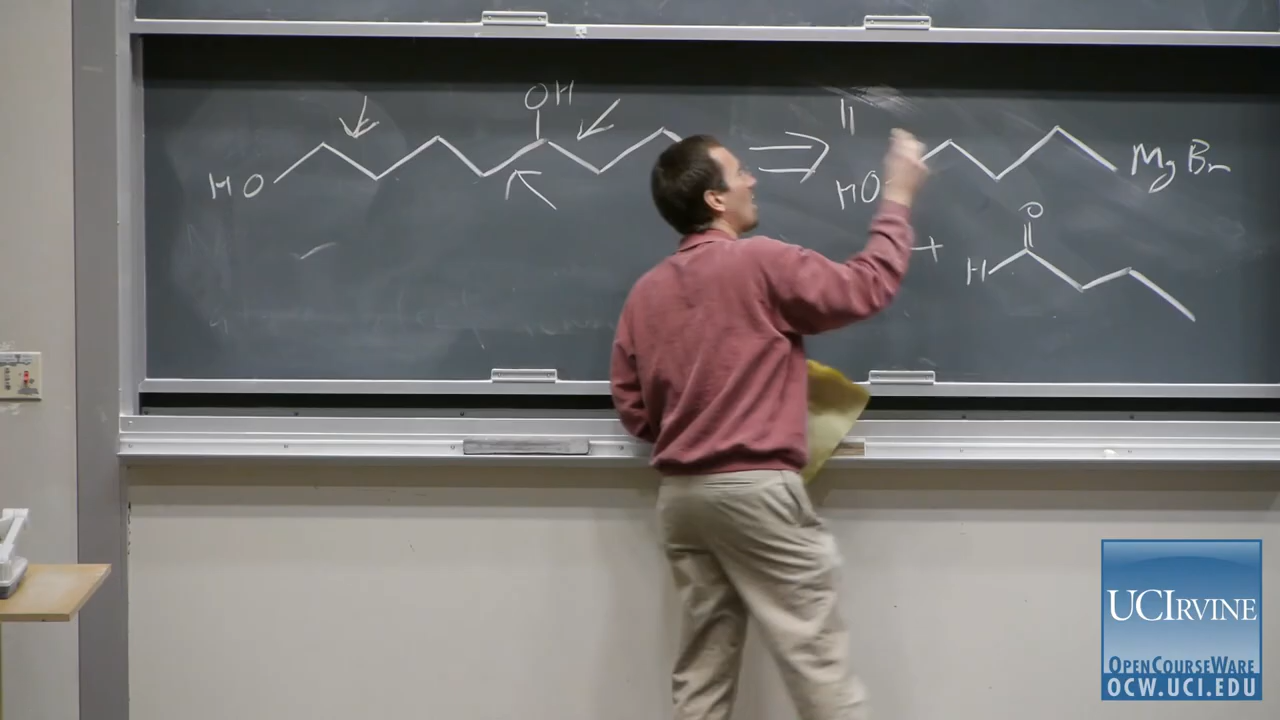 OH
HO
HO
MgBr
+
O
H
UCIRVINE
OPENCOURSEWARE
OCW.UCI.EDU